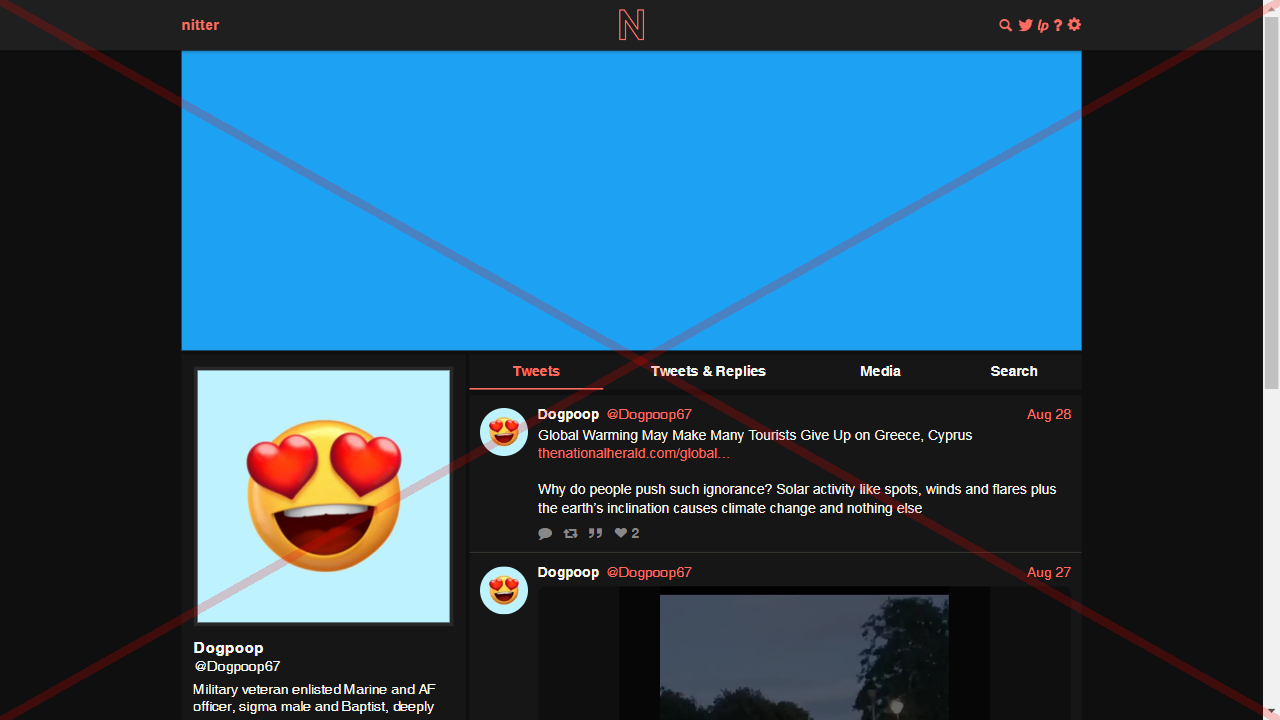 nitter
N
lp ?
Tweets
Tweets & Replies
Media
Search
Dogpoop @Dogpoop67 Aug 28
Global Warming May Make Many Tourists Give Up on Greece, Cyprus
thenationalherald.com/global…
Why do people push such ignorance? Solar activity like spots, winds and flares plus
the earth's inclination causes climate change and nothing else
2
Dogpoop @Dogpoop67 Aug 27
Dogpoop
@Dogpoop67
Military veteran enlisted Marine and AF
officer, sigma male and Baptist, deeply